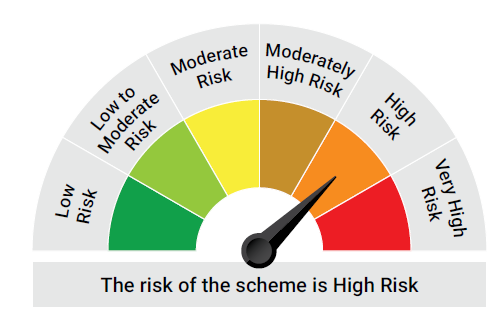 Low
Risk
Low to
Moderate
Risk
Moderate
Risk
Moderately
High Risk
High
Risk
Very High
Risk
The risk of the scheme is High Risk